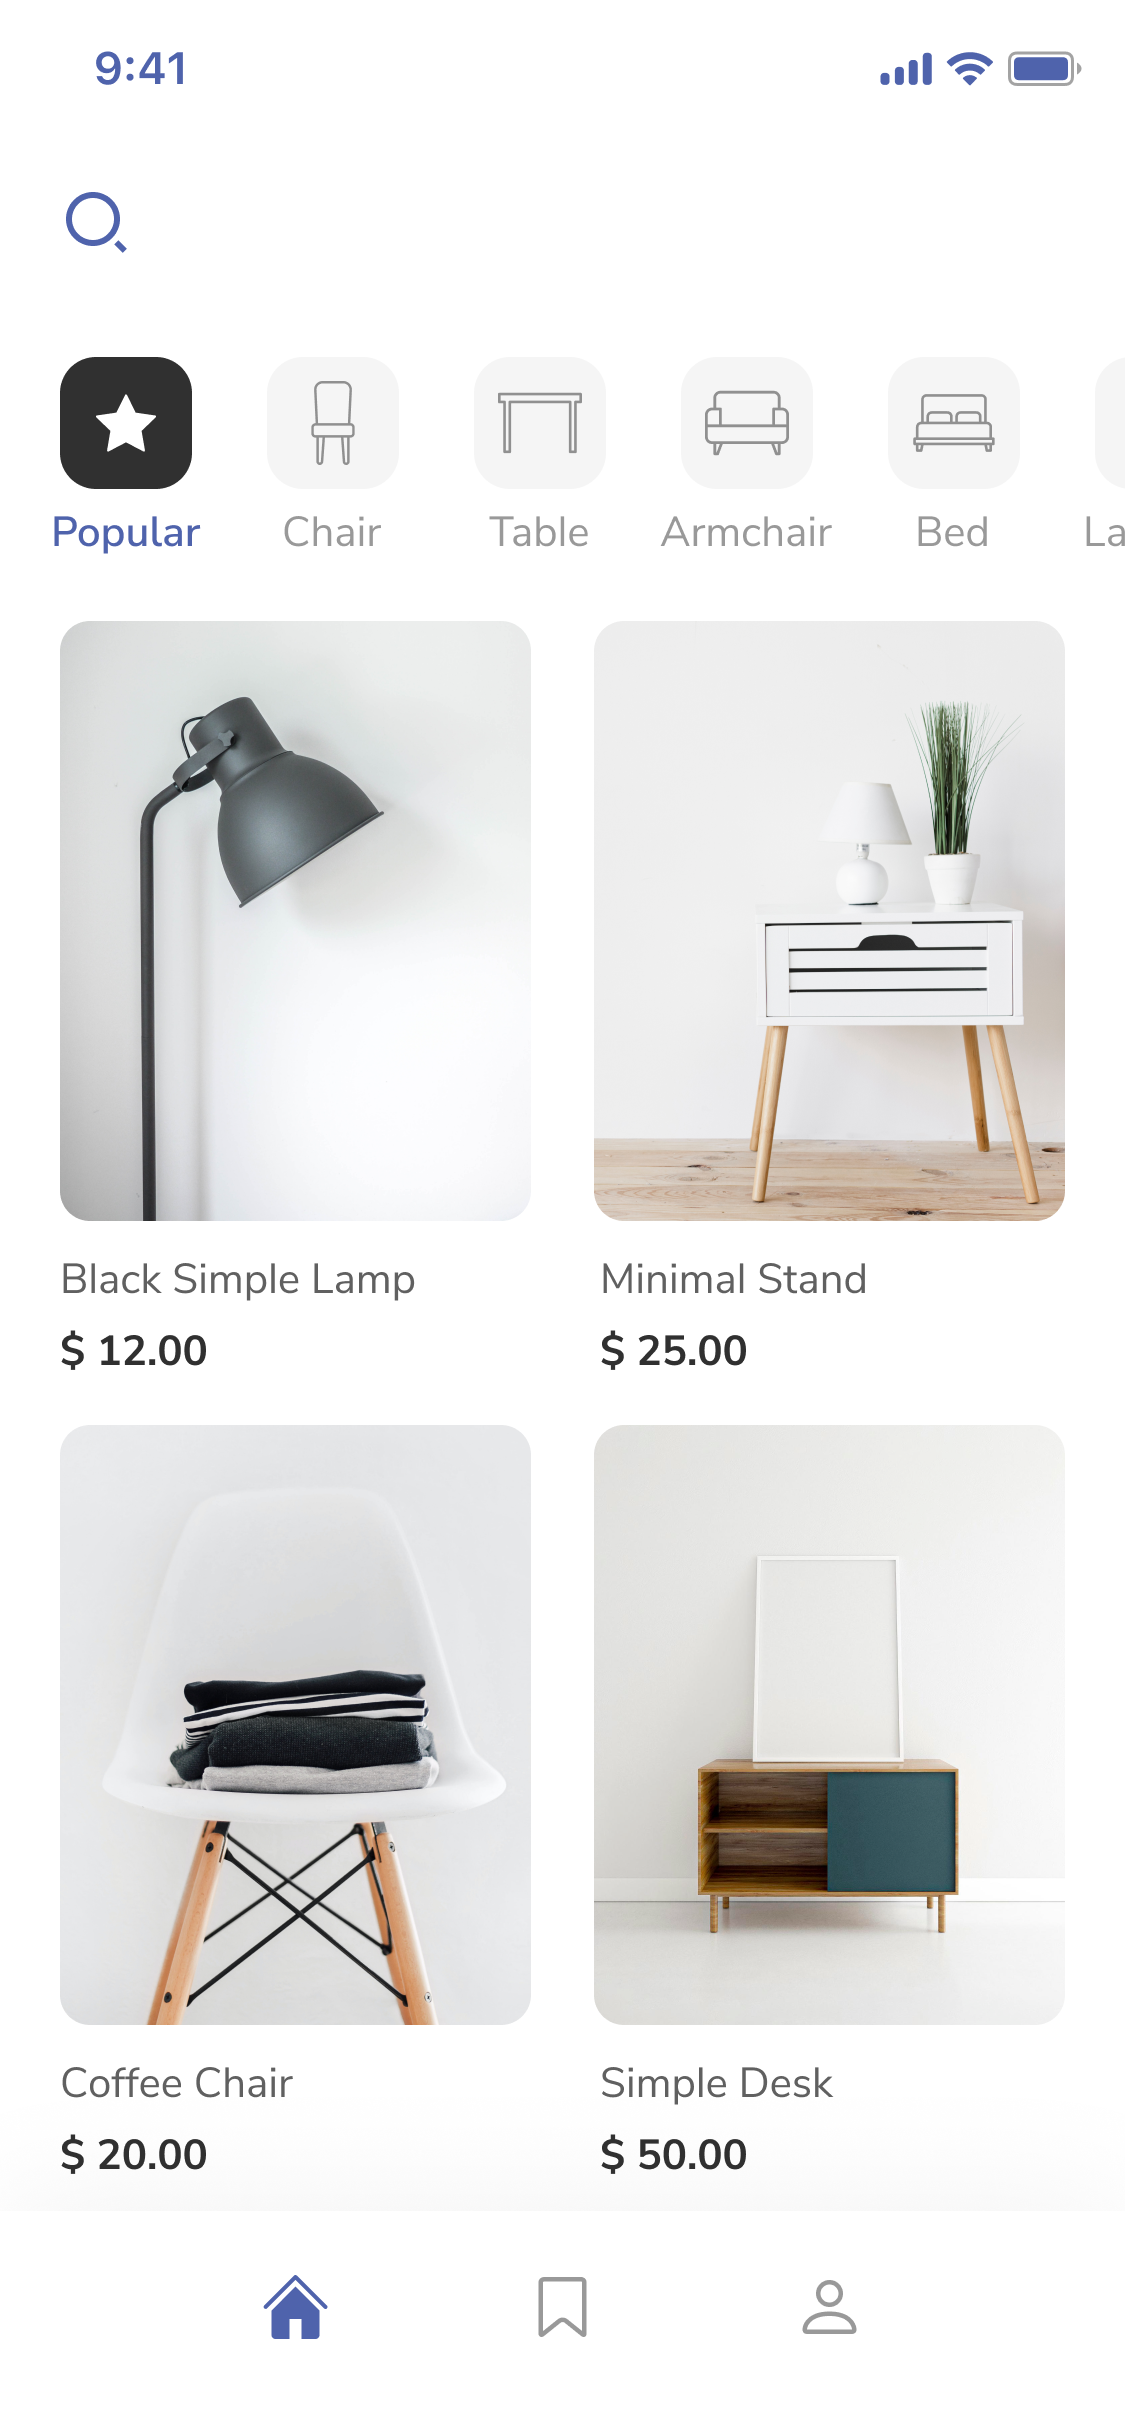 9:41
Popular
Chair
Table
Armchair
Bed
La
Black Simple Lamp
$ 12.00
Minimal Stand
$ 25.00
Coffee Chair
$ 20.00
Simple Desk
$ 50.00